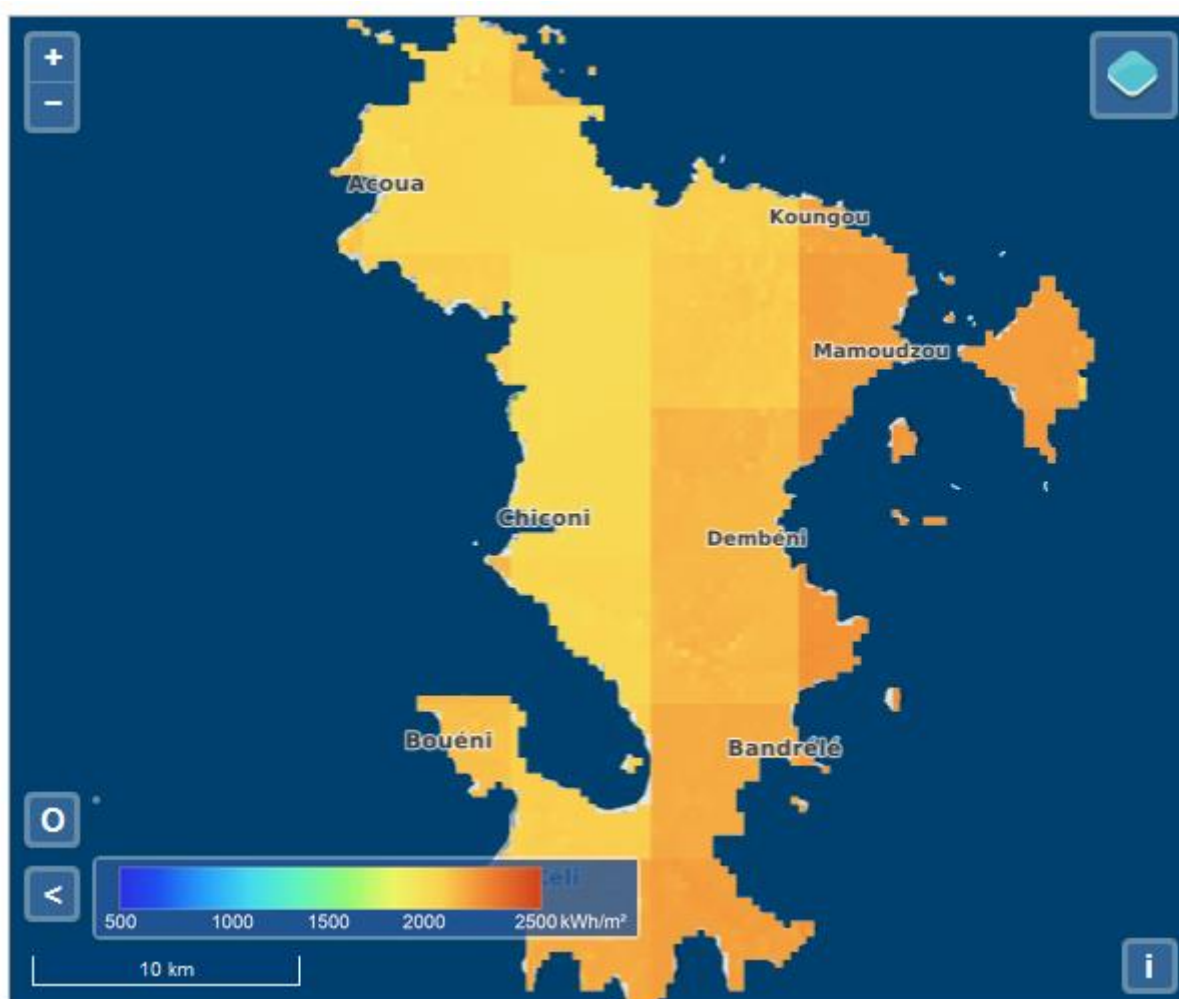 +
−
Acoua
Koungou
Mamoudzou
Chiconi
Dembéni
Bouéni
Bandrélé
O
<
500 1000 1500 2000 2500 kWh/m²
10 km
i